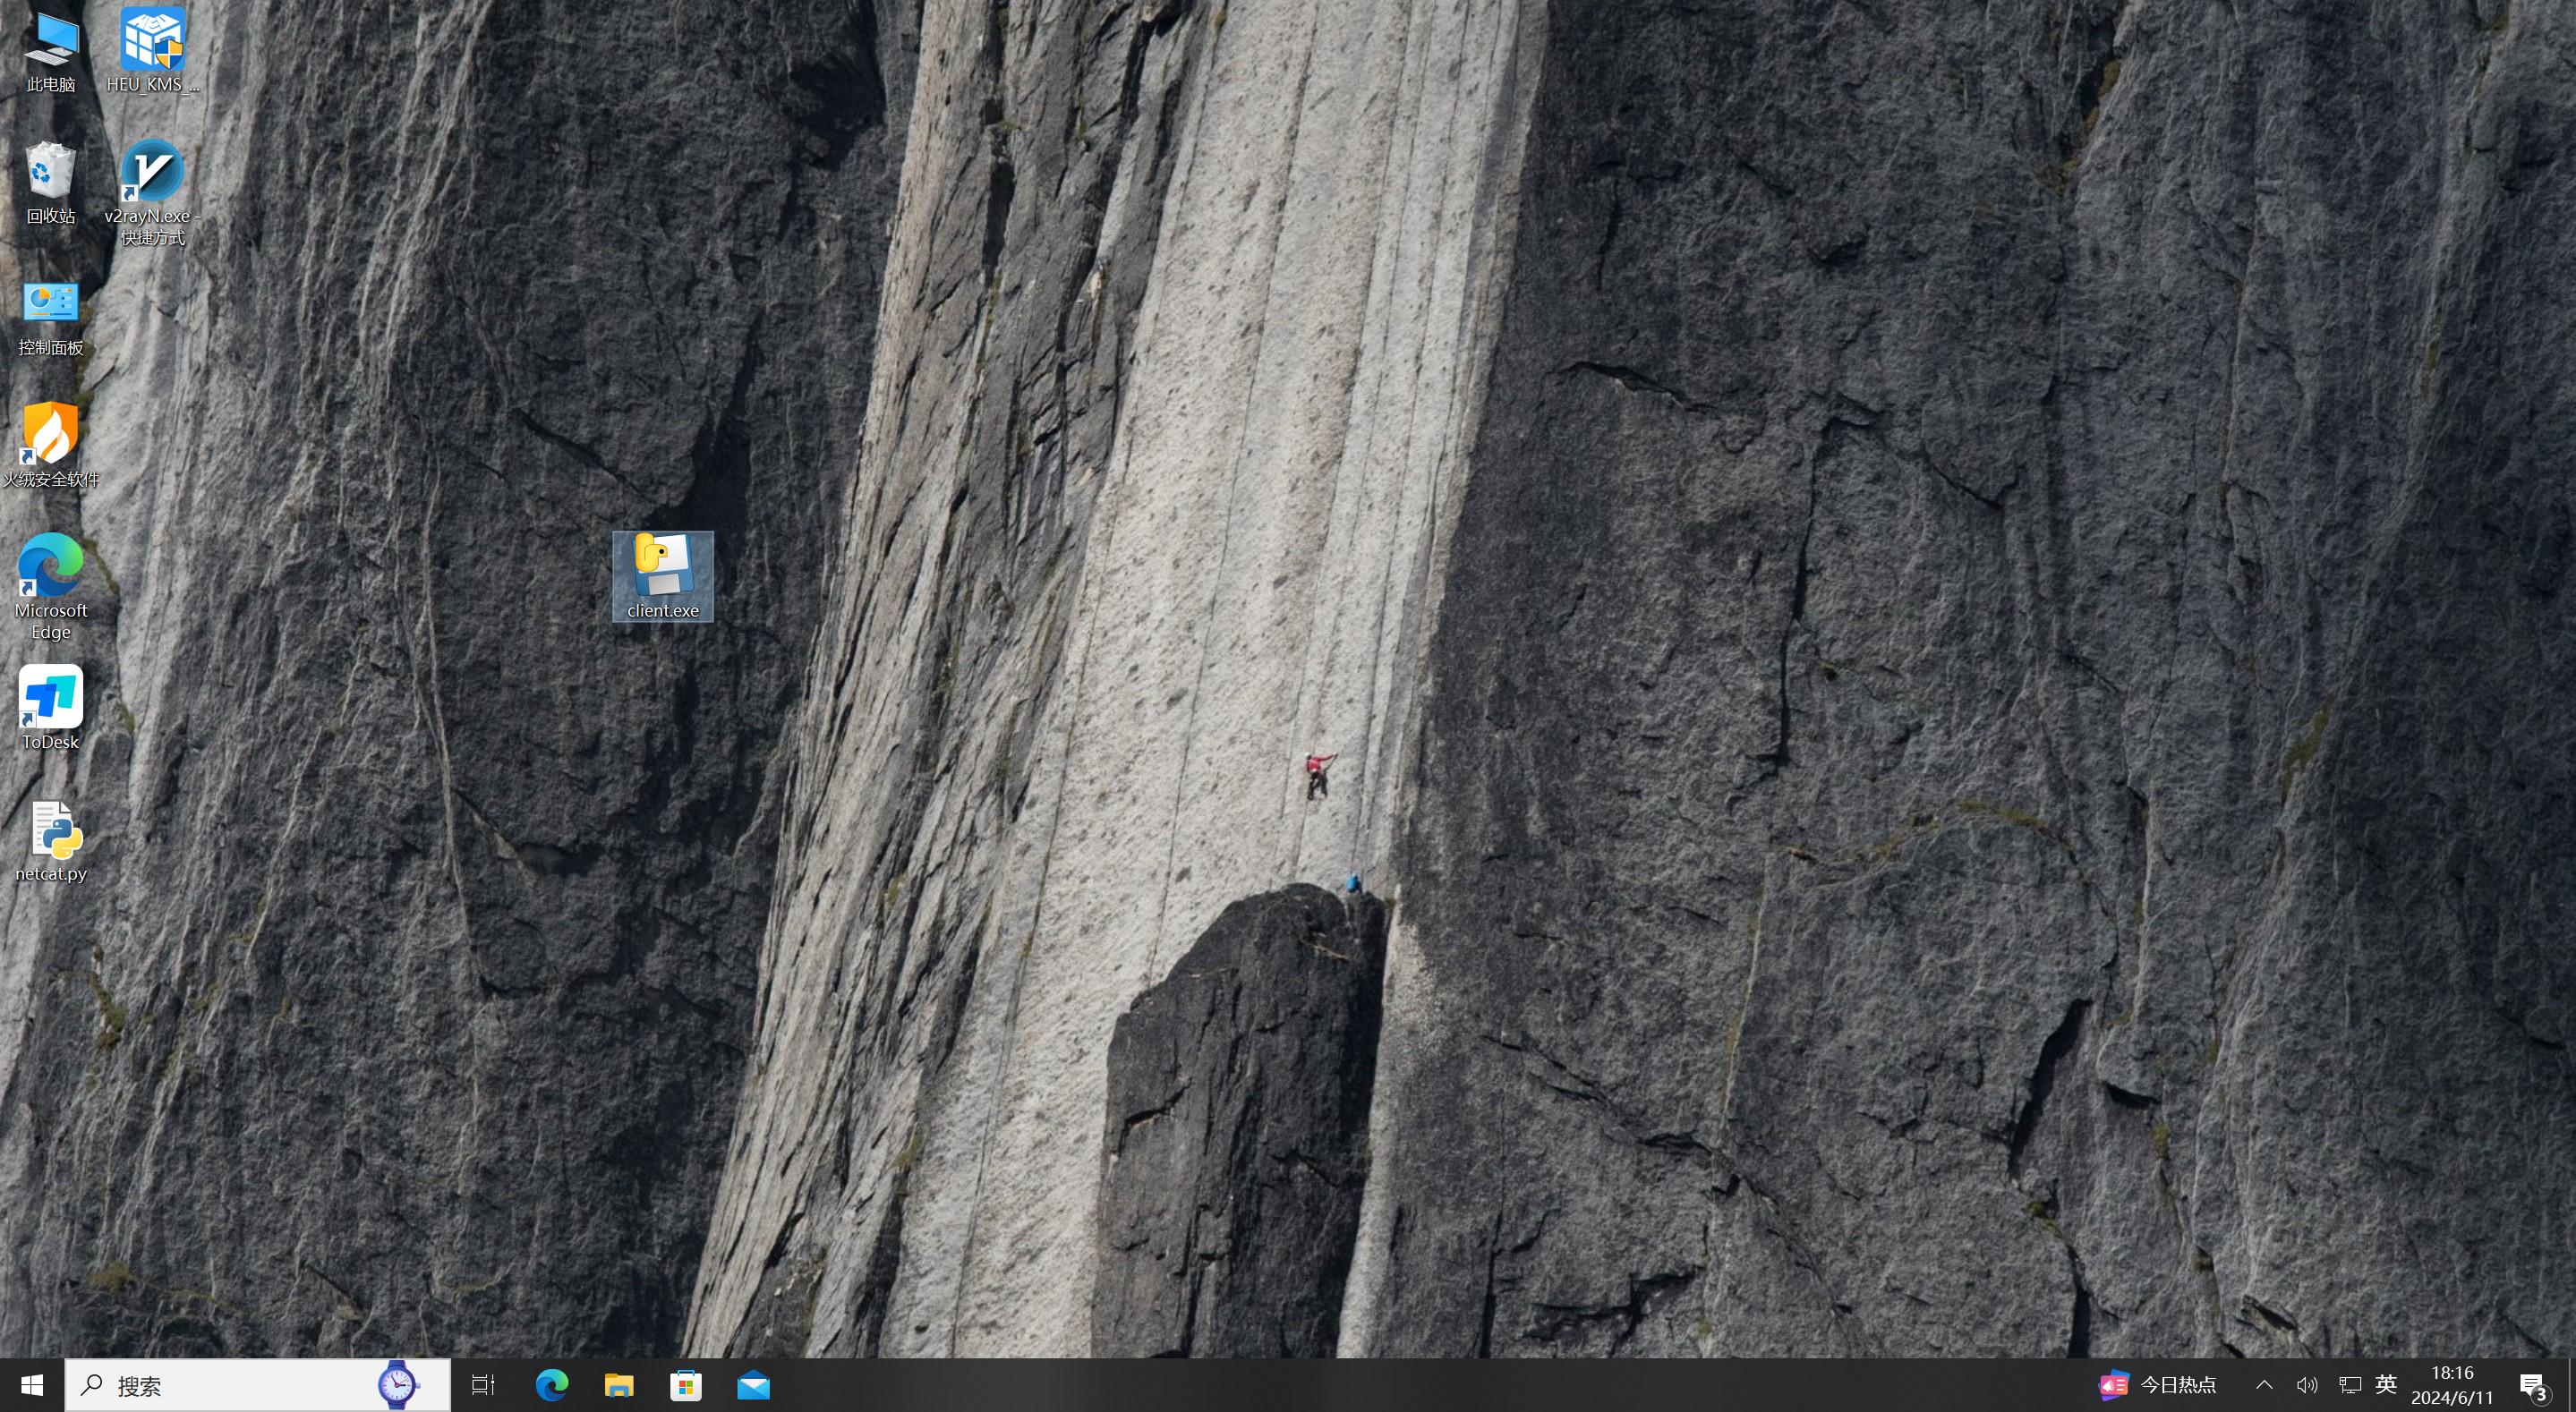 此电脑
HEU_KMS_...
回收站
v2rayN.exe -
快捷方式
控制面板
火绒安全软件
Microsoft
Edge
client.exe
ToDesk
netcat.py
搜索
今日热点
英
18:16
2024/6/11
3